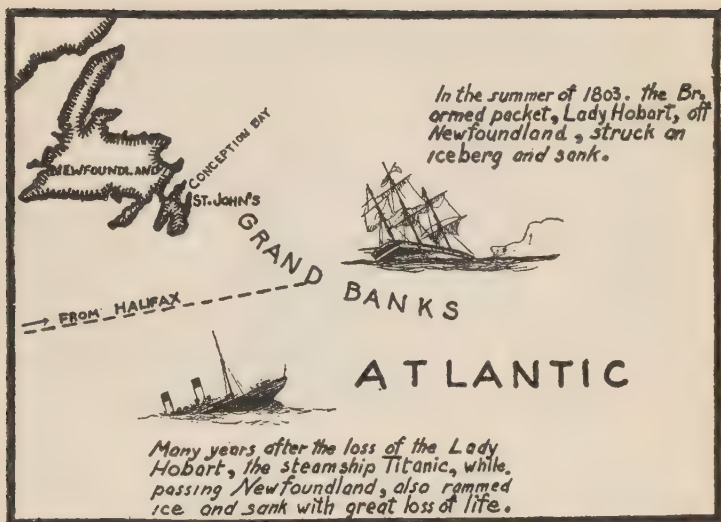 In the summer of 1803. the Br.
armed packet, Lady Hobart, off
Newfoundland, struck an
iceberg and sank.
CONCEPTION BAY
NEWFOUNDLAND
ST. JOHN'S
GRAND BANKS
→ FROM HALIFAX
ATLANTIC
Many years after the loss of the Lady
Hobart, the steamship Titanic, while
passing Newfoundland, also rammed
ice and sank with great loss of life.